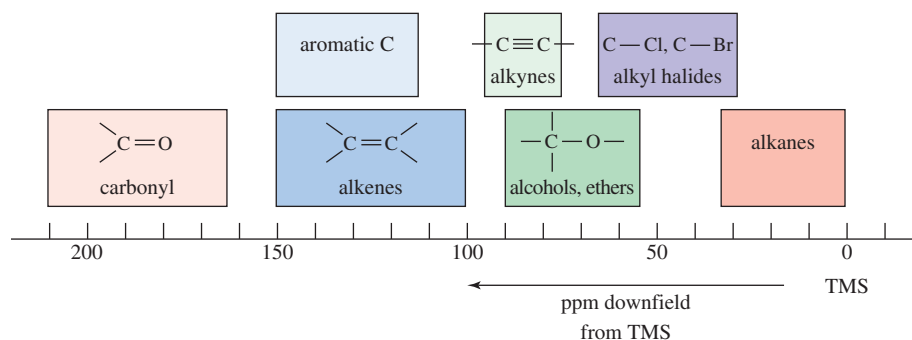 aromatic C
C≡C
alkynes
C—Cl, C—Br
alkyl halides
C=O
carbonyl
C=C
alkenes
C—O
alcohols, ethers
alkanes
200 150 100 50 0
TMS
ppm downfield
from TMS